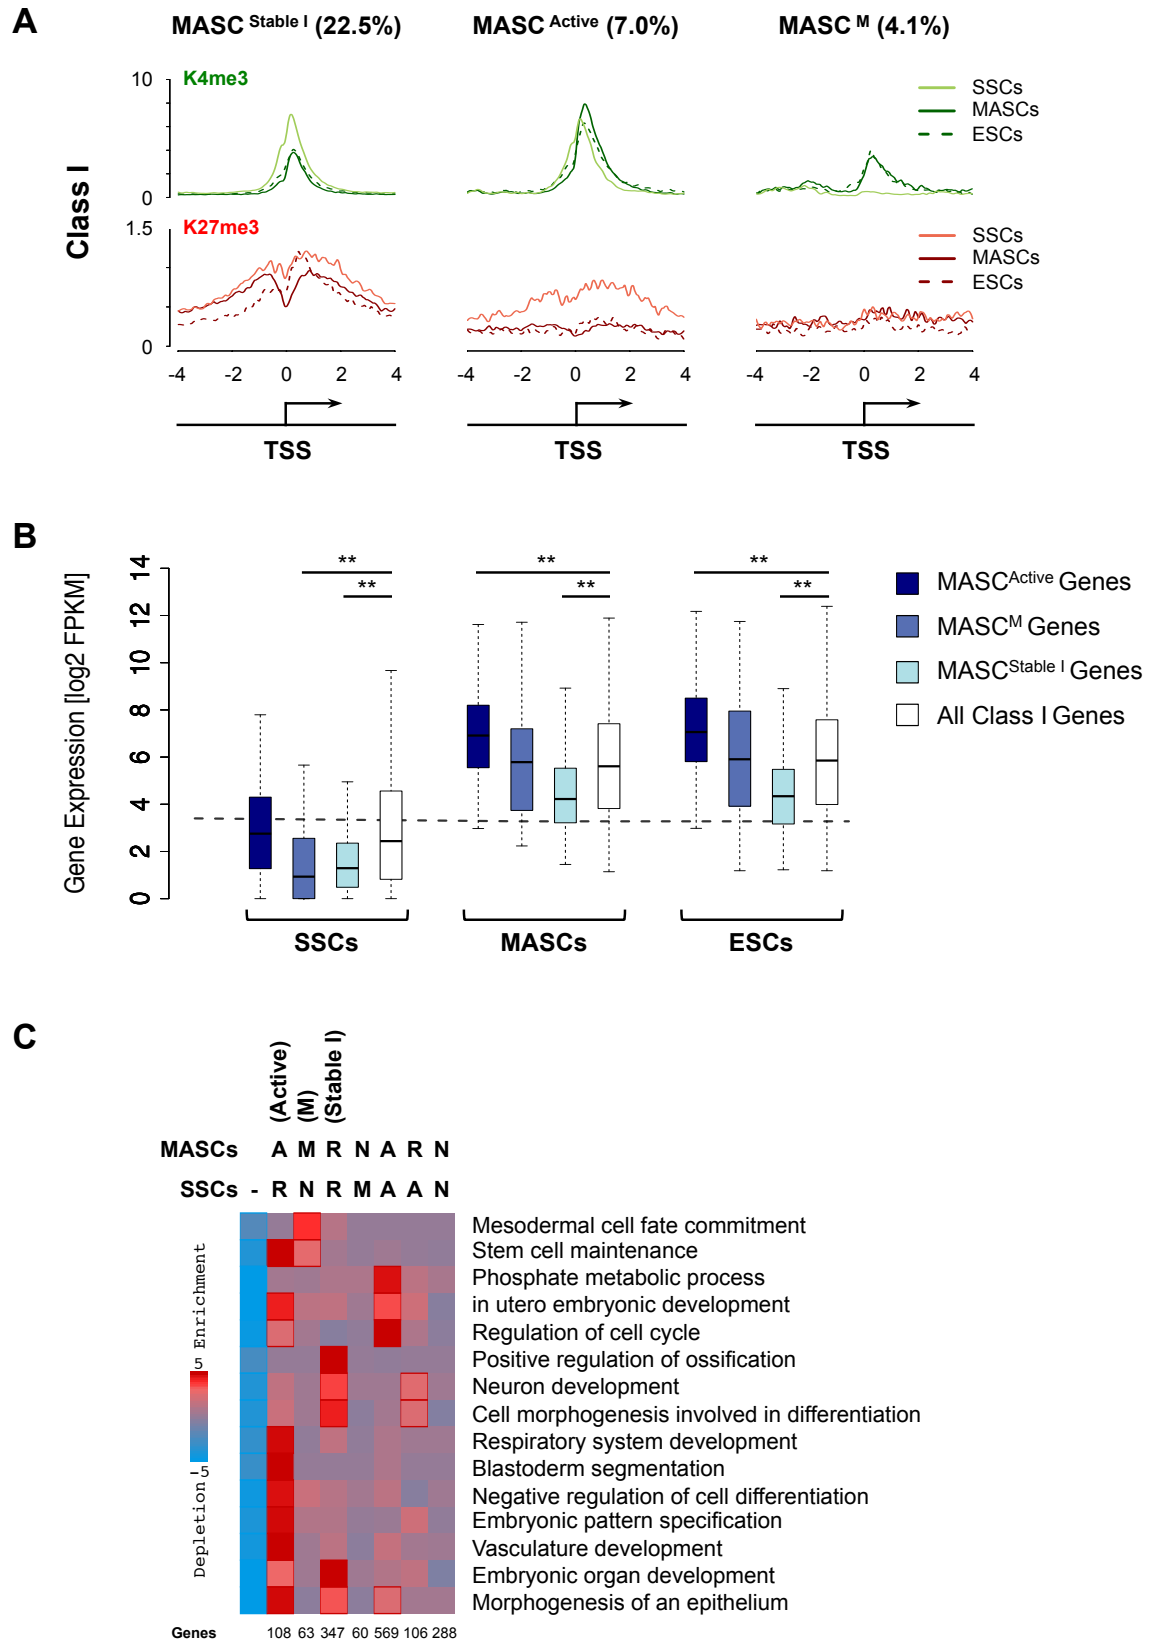 A
MASC Stable I (22.5%)
MASC Active (7.0%)
MASC M (4.1%)
Class I
K4me3
10
0
SSCs
MASCs
ESCs
K27me3
1.5
0
SSCs
MASCs
ESCs
-4 -2 0 2 4
-4 -2 0 2 4
-4 -2 0 2 4
TSS TSS TSS
B
Gene Expression [log2 FPKM]
14
12
10
8
6
4
2
0
** ** **
** ** **
MASC Active Genes
MASC M Genes
MASC Stable I Genes
All Class I Genes
SSCs MASCs ESCs
C
(Active) (M) (Stable I)
MASCs A M R N A R N
SSCs - R N R M A A N
Mesodermal cell fate commitment
Stem cell maintenance
Phosphate metabolic process
in utero embryonic development
Regulation of cell cycle
Positive regulation of ossification
Neuron development
Cell morphogenesis involved in differentiation
Respiratory system development
Blastoderm segmentation
Negative regulation of cell differentiation
Embryonic pattern specification
Vasculature development
Embryonic organ development
Morphogenesis of an epithelium
Enrichment
5
-5
Depletion
Genes 108 63 347 60 569 106 288